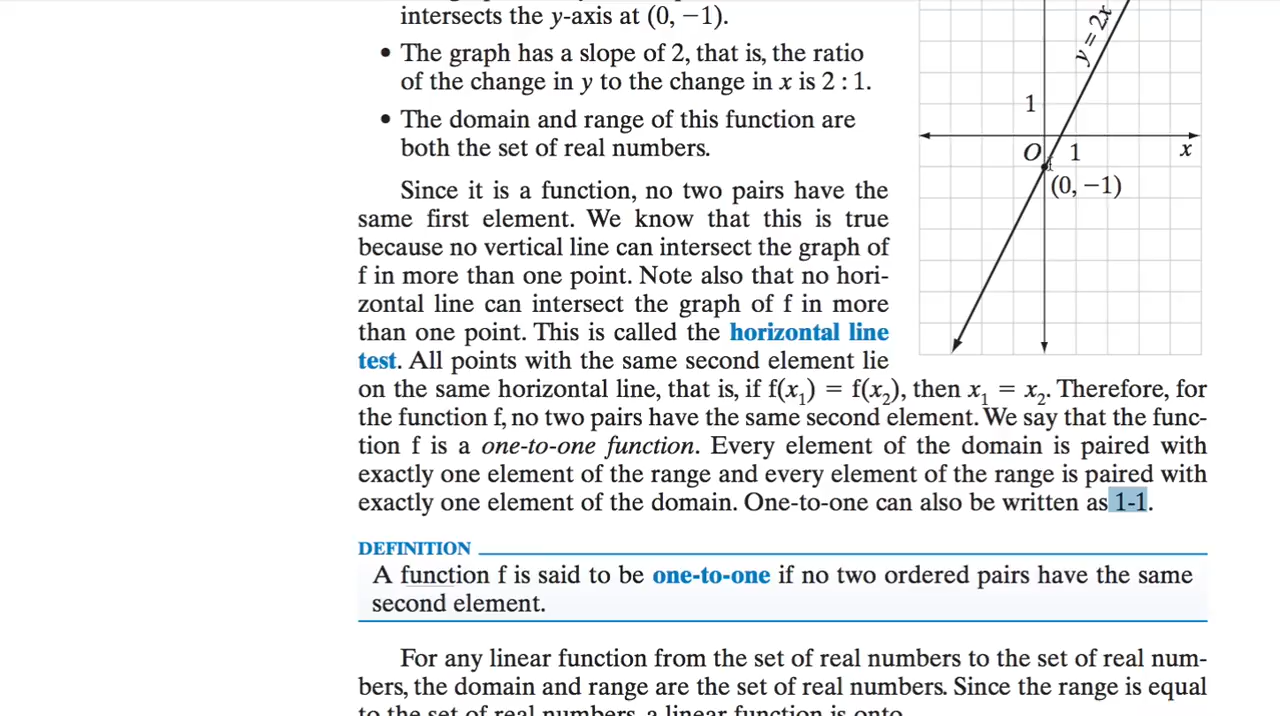 intersects the y-axis at (0, −1).
• The graph has a slope of 2, that is, the ratio
of the change in y to the change in x is 2 : 1.
• The domain and range of this function are
both the set of real numbers.
Since it is a function, no two pairs have the
same first element. We know that this is true
because no vertical line can intersect the graph of
f in more than one point. Note also that no hori-
zontal line can intersect the graph of f in more
than one point. This is called the horizontal line
test. All points with the same second element lie
on the same horizontal line, that is, if f(x₁) = f(x₂), then x₁ = x₂. Therefore, for
the function f, no two pairs have the same second element. We say that the func-
tion f is a one-to-one function. Every element of the domain is paired with
exactly one element of the range and every element of the range is paired with
exactly one element of the domain. One-to-one can also be written as 1-1.
y = 2x
1
O 1 x
(0, −1)
DEFINITION
A function f is said to be one-to-one if no two ordered pairs have the same
second element.
For any linear function from the set of real numbers to the set of real num-
bers, the domain and range are the set of real numbers. Since the range is equal
to the set of real numbers, a linear function is onto.